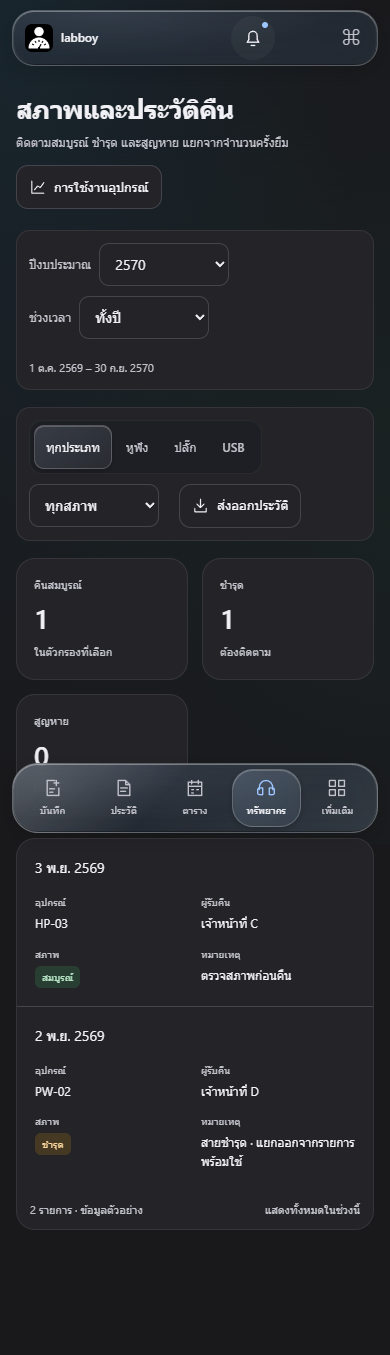 labboy
สภาพและประวัติคืน
ติดตามสมบูรณ์ ชำรุด และสูญหาย แยกจากจำนวนครั้งยืม
การใช้งานอุปกรณ์
ปีงบประมาณ
2570
ช่วงเวลา
ทั้งปี
1 ต.ค. 2569 – 30 ก.ย. 2570
ทุกประเภท
หูฟัง
ปลั๊ก
USB
ทุกสภาพ
ส่งออกประวัติ
คืนสมบูรณ์
1
ในตัวกรองที่เลือก
ชำรุด
1
ต้องติดตาม
สูญหาย
0
บันทึก
ประวัติ
ตาราง
ทรัพยากร
เพิ่มเติม
3 พ.ย. 2569
อุปกรณ์
ผู้รับคืน
HP-03
เจ้าหน้าที่ C
สภาพ
หมายเหตุ
สมบูรณ์
ตรวจสภาพก่อนคืน
2 พ.ย. 2569
อุปกรณ์
ผู้รับคืน
PW-02
เจ้าหน้าที่ D
สภาพ
หมายเหตุ
ชำรุด
สายชำรุด · แยกออกจากรายการ
พร้อมใช้
2 รายการ · ข้อมูลตัวอย่าง
แสดงทั้งหมดในช่วงนี้